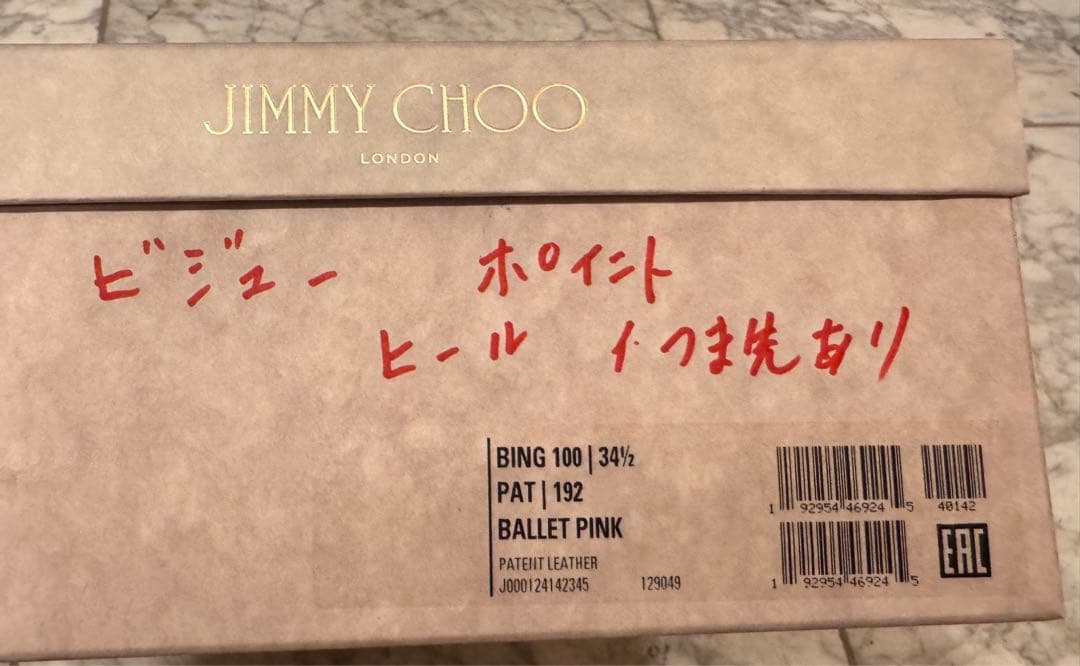 JIMMY CHOO
LONDON
ビジュー ポイント
ヒール つま先あり
BING 100 | 34½
PAT | 192
BALLET PINK
PATENT LEATHER
J000124142345 129049
1 92954 46924 5
40142
1 92954 46924 5
EAC